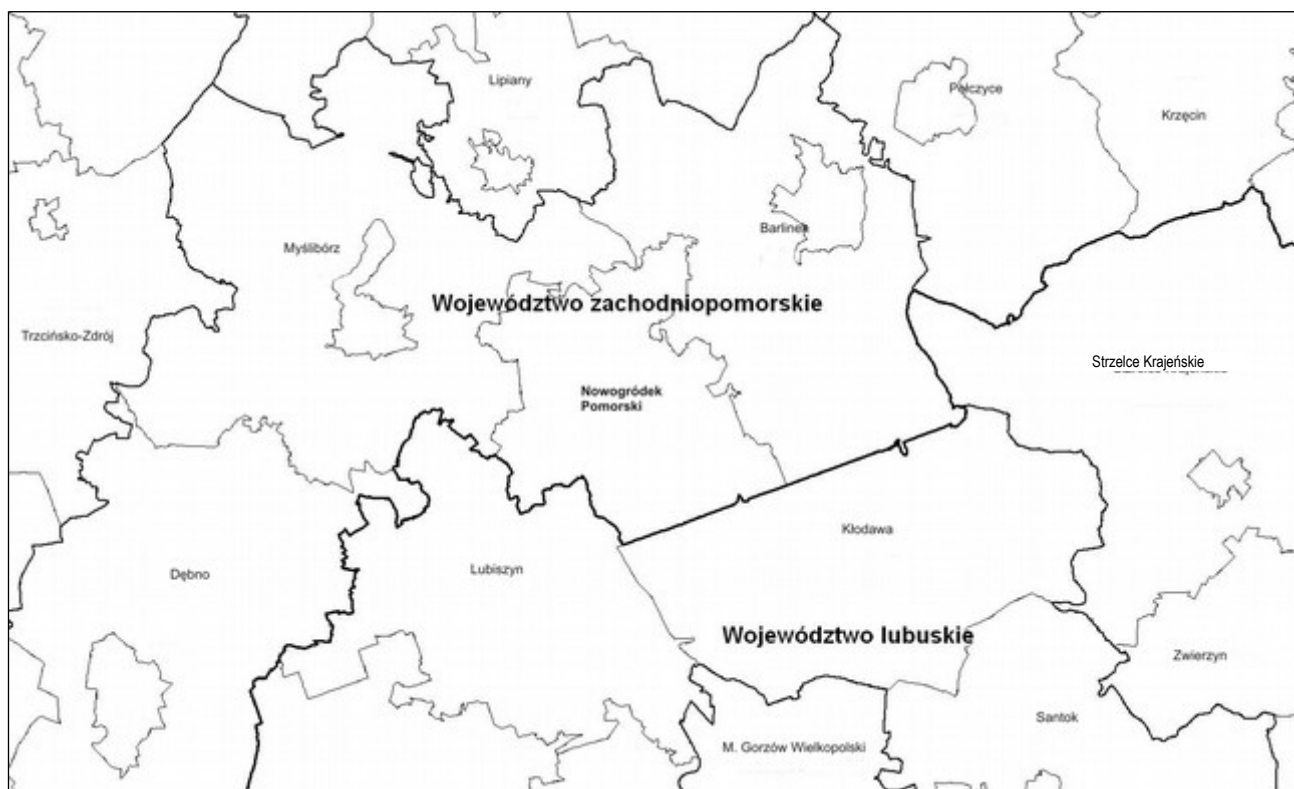 Lipiany
Pełczyce
Krzęcin
Myślibórz
Barlinek
Województwo zachodniopomorskie
Trzcińsko-Zdrój
Strzelce Krajeńskie
Nowogródek
Pomorski
Kłodawa
Dębno
Lubiszyn
Województwo lubuskie
Zwierzyn
Santok
M. Gorzów Wielkopolski